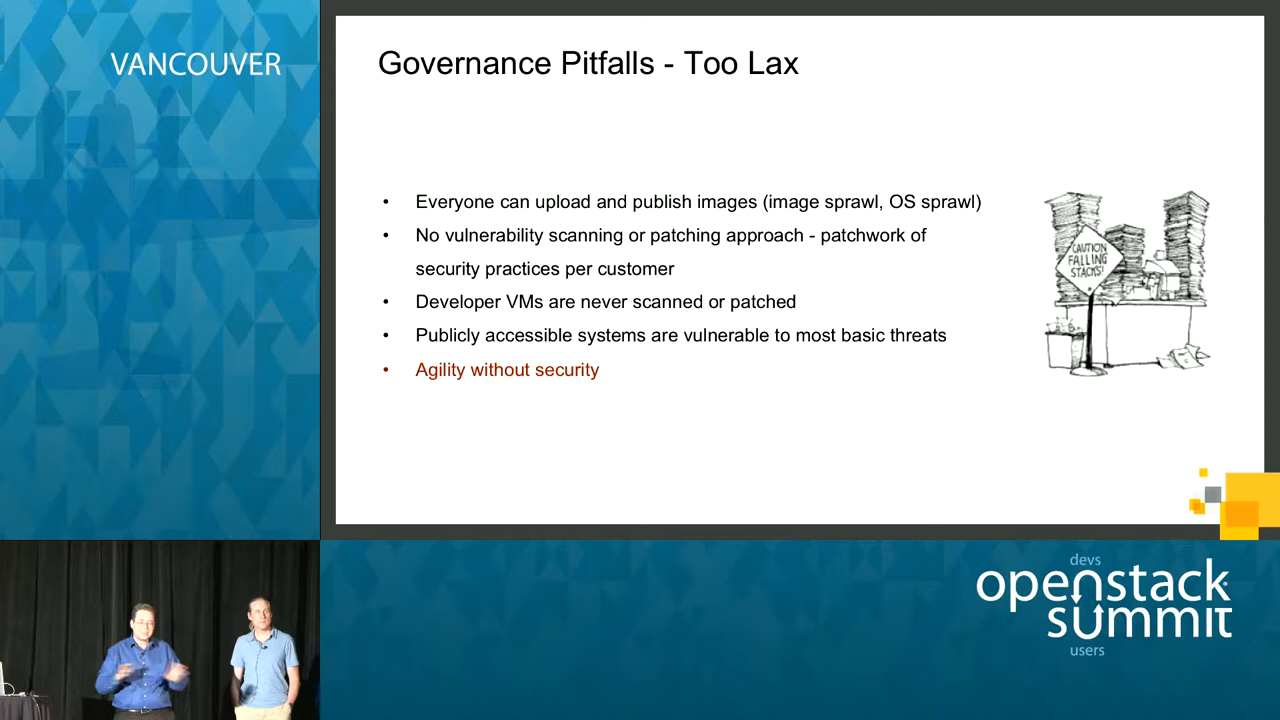 VANCOUVER
Governance Pitfalls - Too Lax
• Everyone can upload and publish images (image sprawl, OS sprawl)
• No vulnerability scanning or patching approach - patchwork of
security practices per customer
• Developer VMs are never scanned or patched
• Publicly accessible systems are vulnerable to most basic threats
• Agility without security
CAUTION
FALLING
STACKS!
devs
openstack
summit
users